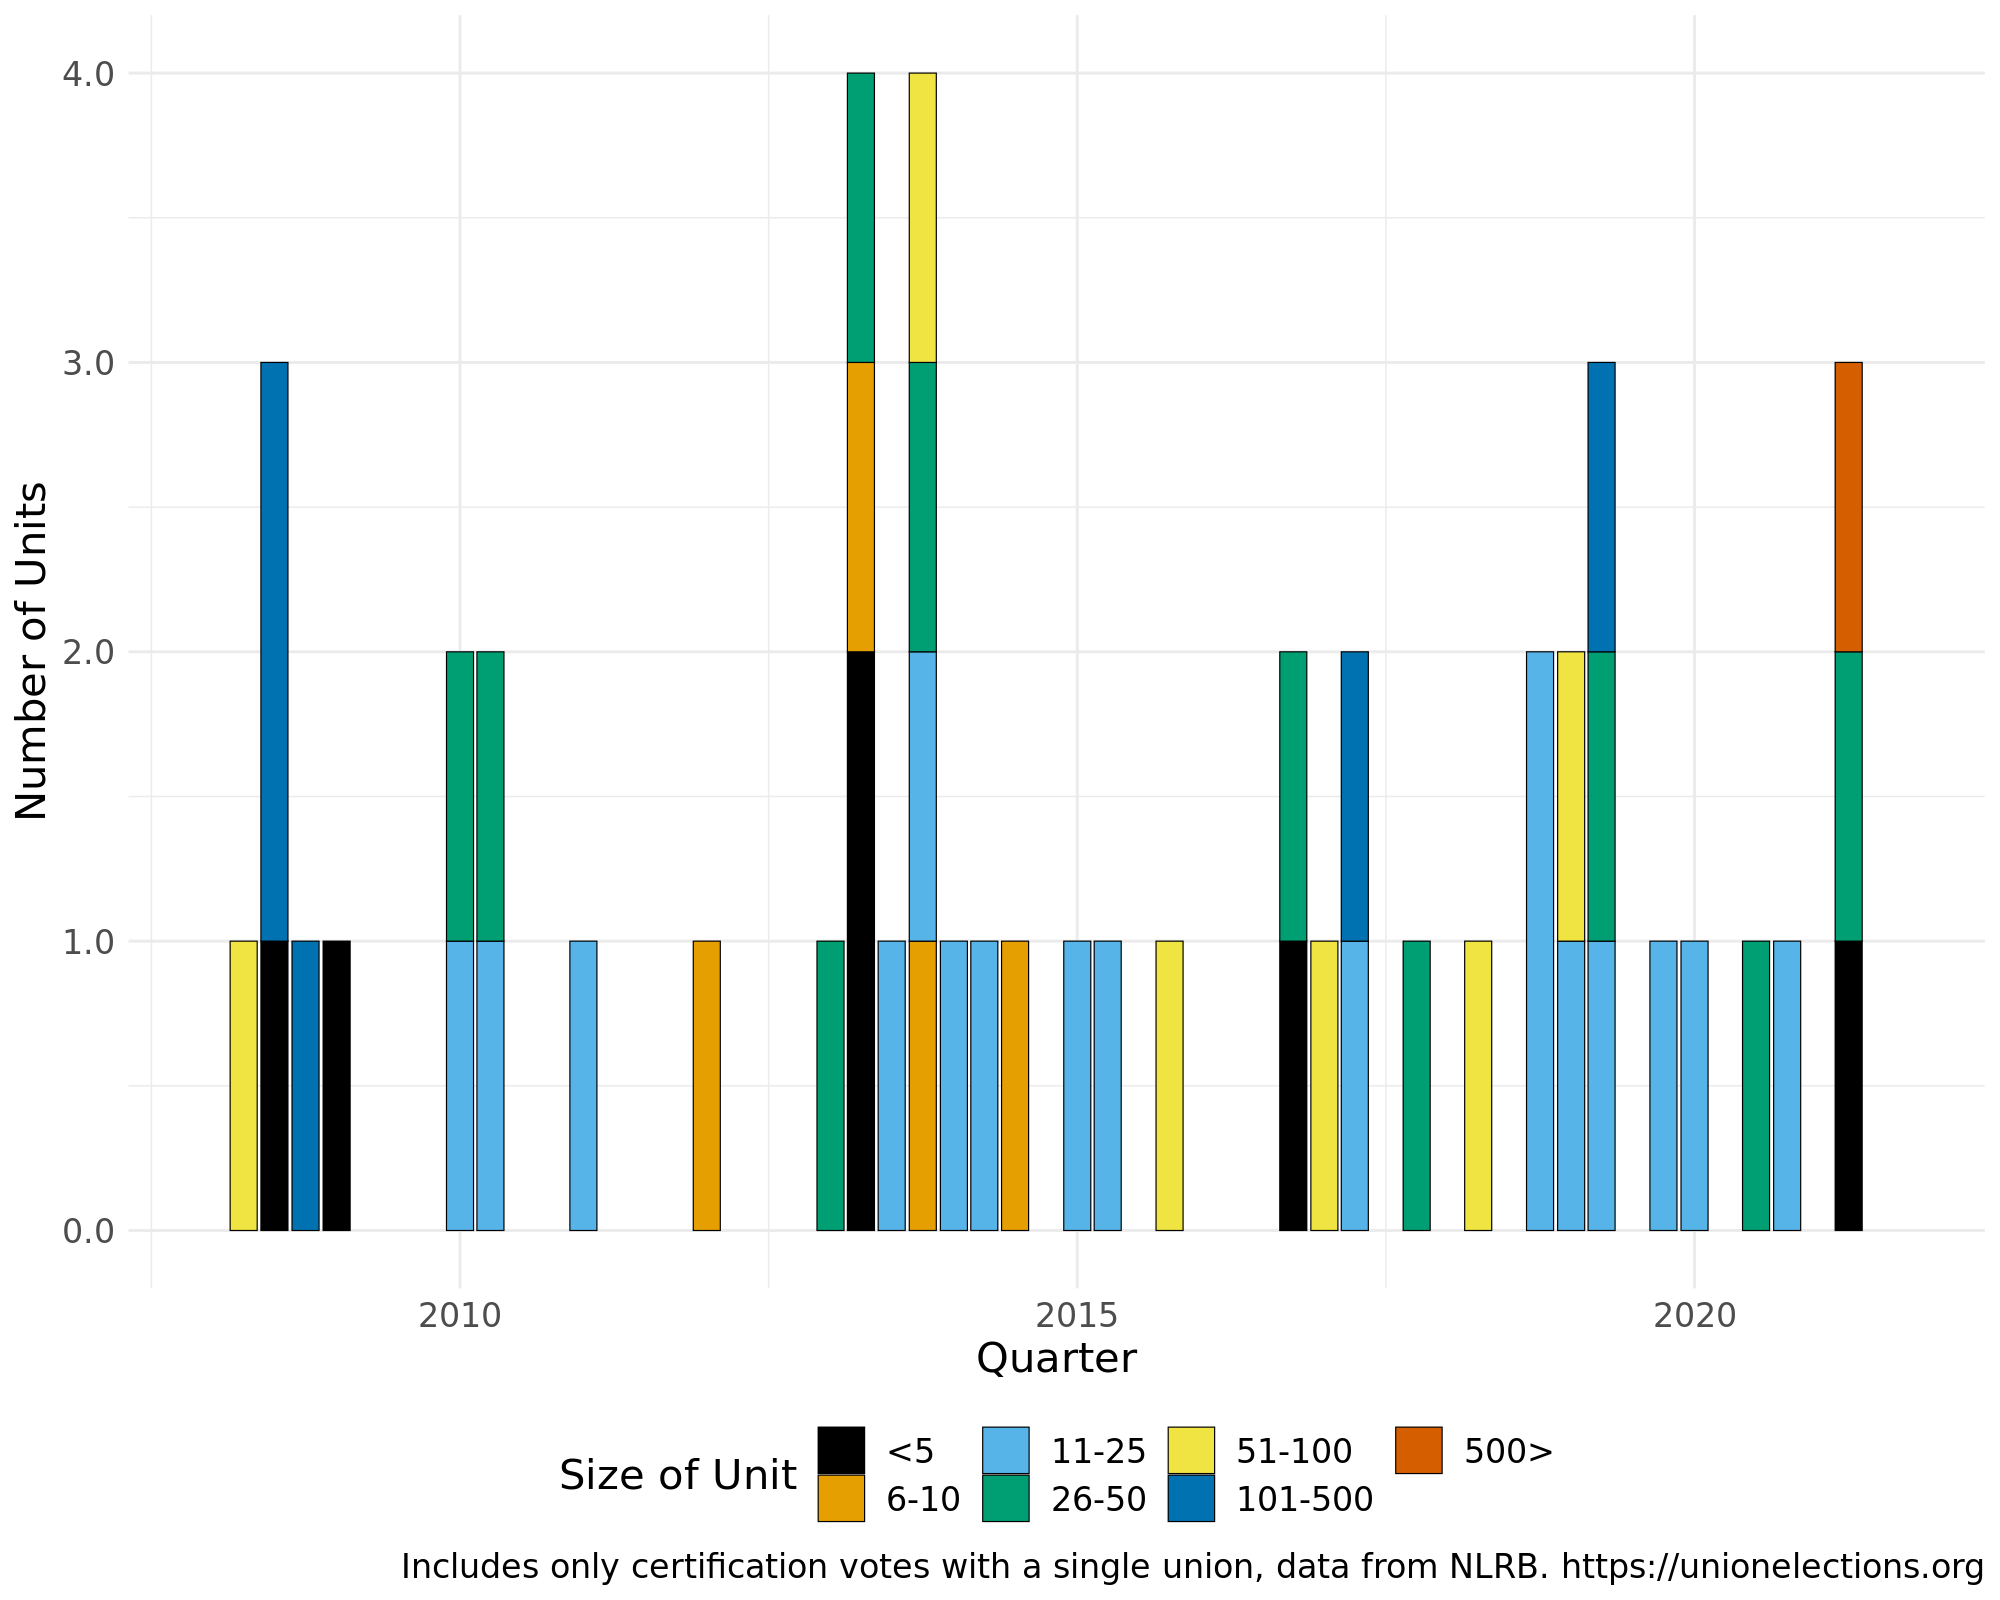 4.0
3.0
2.0
1.0
0.0
Number of Units
2010 2015 2020
Quarter
Size of Unit
<5 11-25 51-100 500>
6-10 26-50 101-500
Includes only certification votes with a single union, data from NLRB. https://unionelections.org